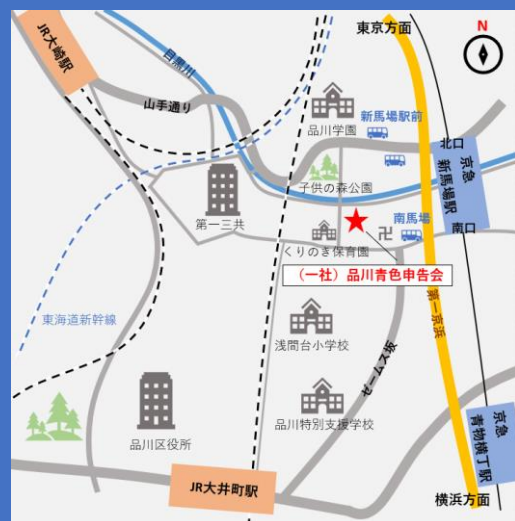 東京方面
N
JR大崎駅
目黒川
山手通り
品川学園
新馬場駅前
北口
京急
新馬場駅
子供の森公園
第一三共
南馬場
南口
くりのき保育園
卍
(一社)品川青色申告会
東海道新幹線
第一京浜
浅間台小学校
ゼームス坂
品川区役所
品川特別支援学校
京急
青物横丁駅
JR大井町駅
横浜方面